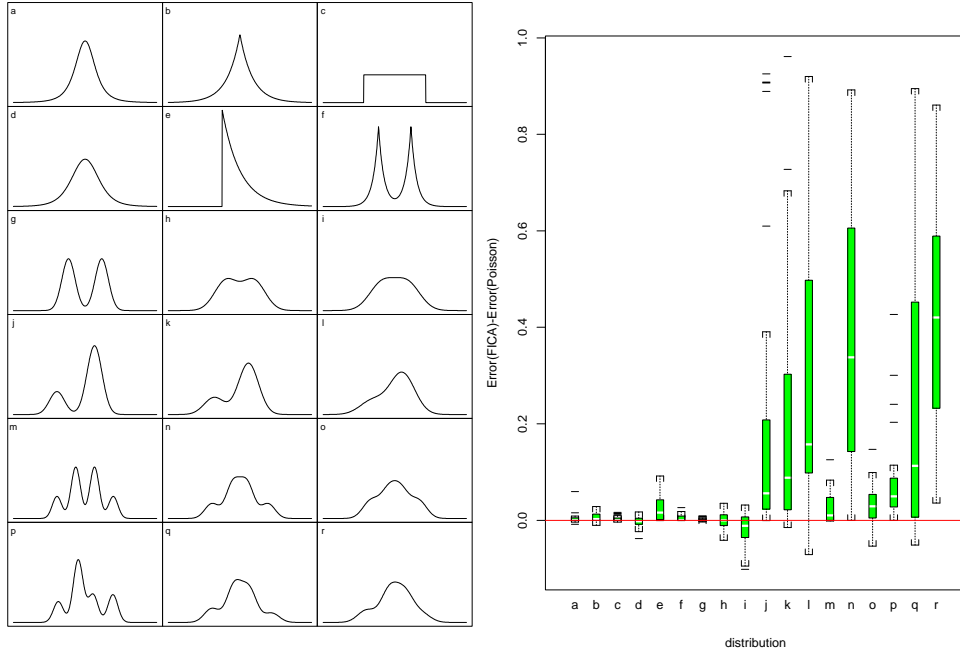 a
b
c
d
e
f
g
h
i
j
k
l
m
n
o
p
q
r
1.0
0.8
0.6
0.4
0.2
0.0
Error(FICA)-Error(Poisson)
a b c d e f g h i j k l m n o p q r
distribution